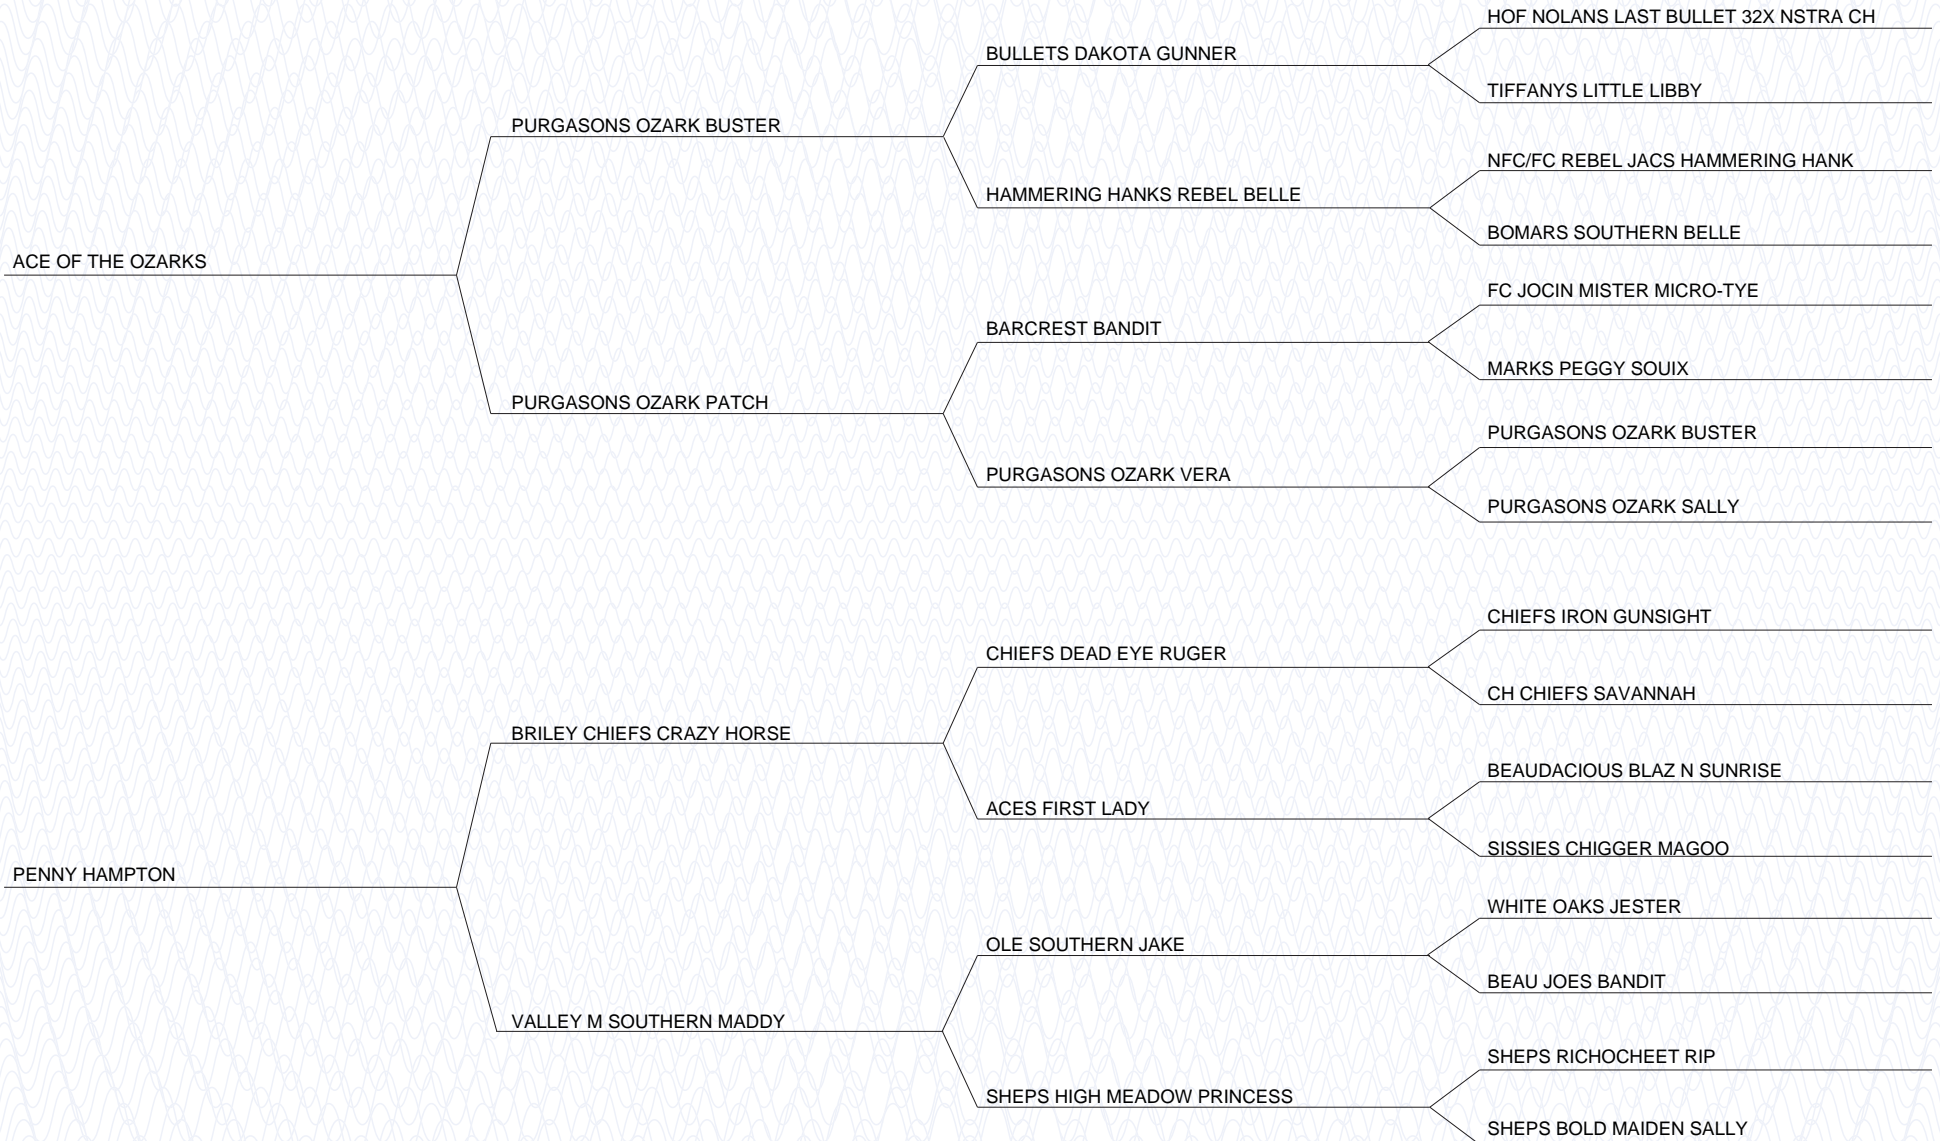 HOF NOLANS LAST BULLET 32X NSTRA CH
BULLETS DAKOTA GUNNER
TIFFANYS LITTLE LIBBY
PURGASONS OZARK BUSTER
NFC/FC REBEL JACS HAMMERING HANK
HAMMERING HANKS REBEL BELLE
BOMARS SOUTHERN BELLE
ACE OF THE OZARKS
FC JOCIN MISTER MICRO-TYE
BARCREST BANDIT
MARKS PEGGY SOUIX
PURGASONS OZARK PATCH
PURGASONS OZARK BUSTER
PURGASONS OZARK VERA
PURGASONS OZARK SALLY
CHIEFS IRON GUNSIGHT
CHIEFS DEAD EYE RUGER
CH CHIEFS SAVANNAH
BRILEY CHIEFS CRAZY HORSE
BEAUDACIOUS BLAZ N SUNRISE
ACES FIRST LADY
SISSIES CHIGGER MAGOO
PENNY HAMPTON
WHITE OAKS JESTER
OLE SOUTHERN JAKE
BEAU JOES BANDIT
VALLEY M SOUTHERN MADDY
SHEPS RICHOCHEET RIP
SHEPS HIGH MEADOW PRINCESS
SHEPS BOLD MAIDEN SALLY